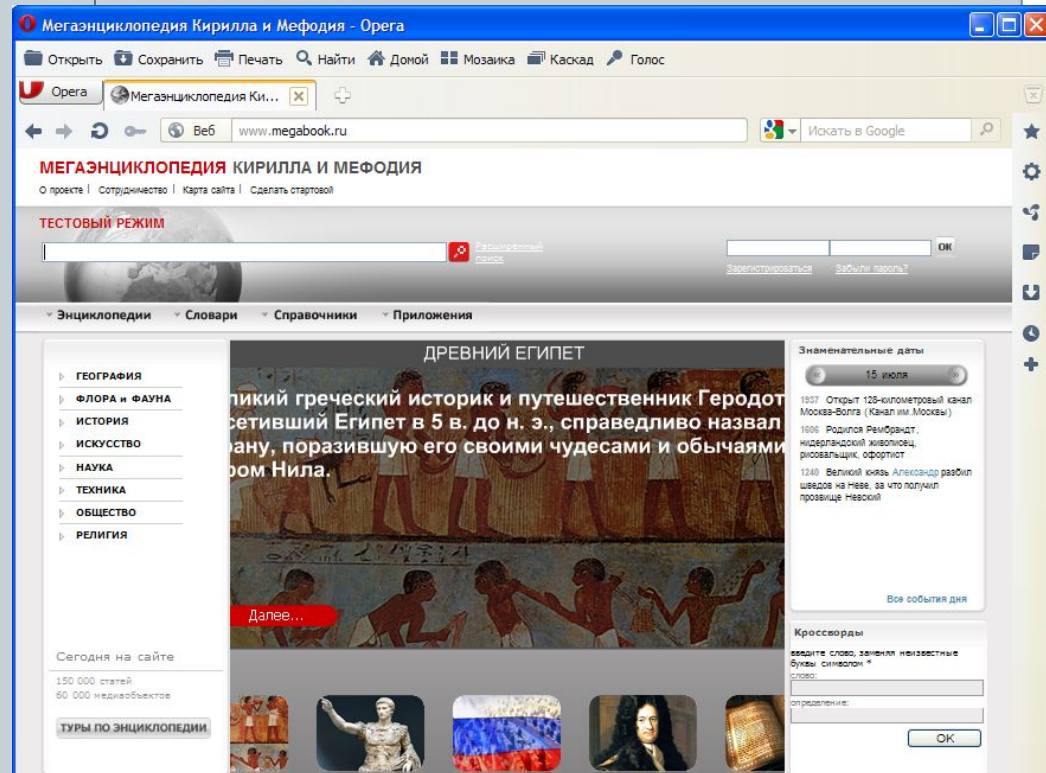 Мегаэнциклопедия Кирилла и Мефодия - Opera
Открыть Сохранить Печать Найти Домой Мозаика Каскад Голос
Opera Мегаэнциклопедия Ки...
Веб www.megabook.ru Искать в Google
МЕГАЭНЦИКЛОПЕДИЯ КИРИЛЛА И МЕФОДИЯ
О проекте | Сотрудничество | Карта сайта | Сделать стартовой
ТЕСТОВЫЙ РЕЖИМ
Расширенный
поиск
ОК
Зарегистрироваться Забыли пароль?
Энциклопедии Словари Справочники Приложения
ГЕОГРАФИЯ
ФЛОРА и ФАУНА
ИСТОРИЯ
ИСКУССТВО
НАУКА
ТЕХНИКА
ОБЩЕСТВО
РЕЛИГИЯ
Сегодня на сайте
150 000 статей
60 000 медиаобъектов
ТУРЫ ПО ЭНЦИКЛОПЕДИИ
ДРЕВНИЙ ЕГИПЕТ
ликий греческий историк и путешественник Геродот
сетивший Египет в 5 в. до н. э., справедливо назвал
рану, поразившую его своими чудесами и обычаями
ром Нила.
Далее...
Знаменательные даты
« 15 июля »
1937 Открыт 128-километровый канал
Москва-Волга (Канал им.Москвы)
1606 Родился Рембрандт,
нидерландский живописец,
рисовальщик, офортист
1240 Великий князь Александр разбил
шведов на Неве, за что получил
прозвище Невский
Все события дня
Кроссворды
введите слово, заменяя неизвестные
буквы символом *
слово:
определение:
OK